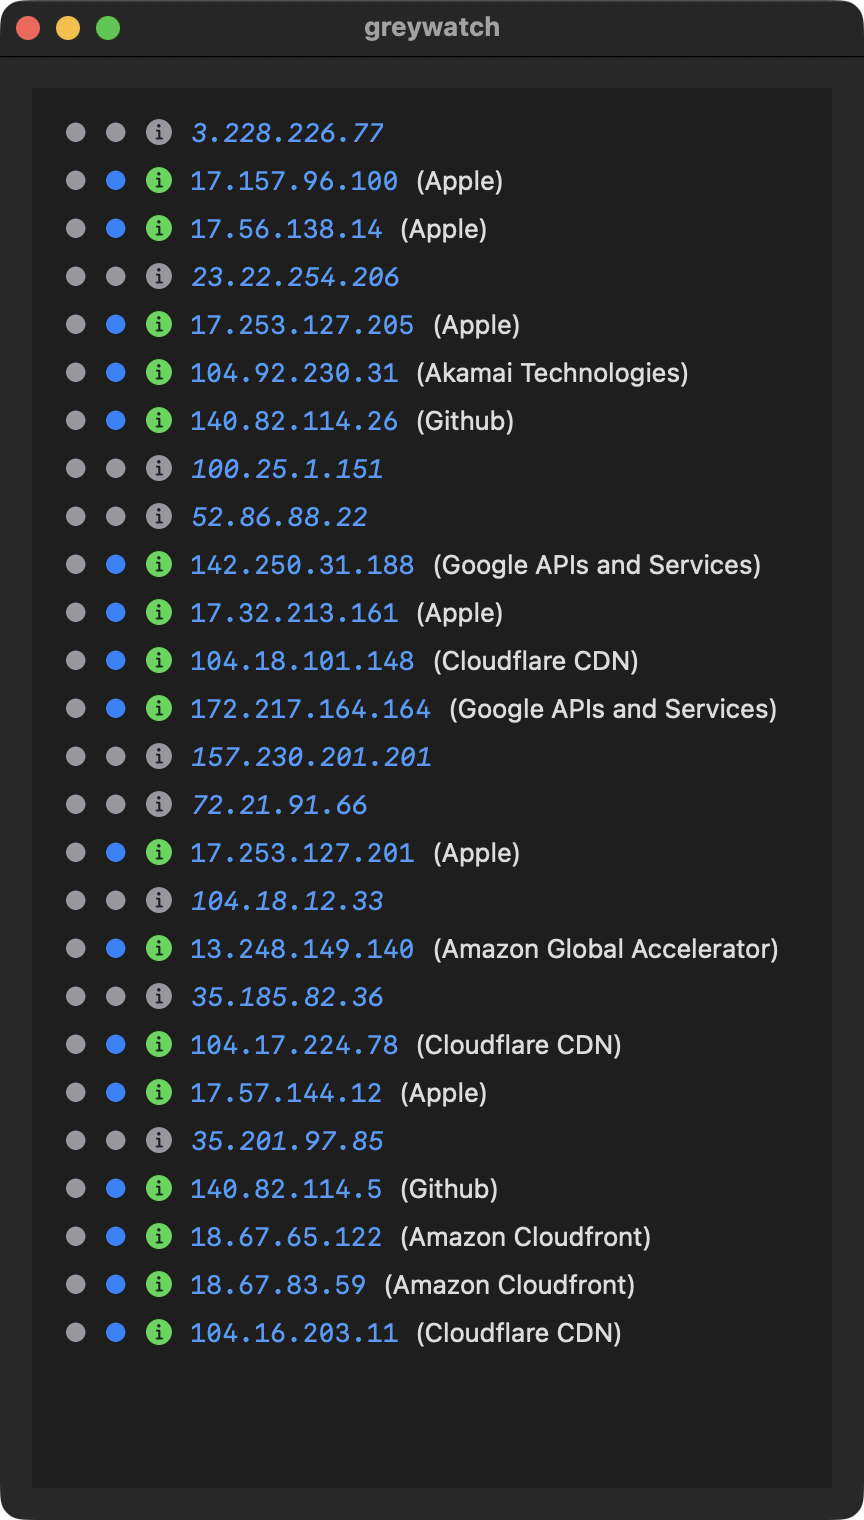 greywatch
3.228.226.77
17.157.96.100 (Apple)
17.56.138.14 (Apple)
23.22.254.206
17.253.127.205 (Apple)
104.92.230.31 (Akamai Technologies)
140.82.114.26 (Github)
100.25.1.151
52.86.88.22
142.250.31.188 (Google APIs and Services)
17.32.213.161 (Apple)
104.18.101.148 (Cloudflare CDN)
172.217.164.164 (Google APIs and Services)
157.230.201.201
72.21.91.66
17.253.127.201 (Apple)
104.18.12.33
13.248.149.140 (Amazon Global Accelerator)
35.185.82.36
104.17.224.78 (Cloudflare CDN)
17.57.144.12 (Apple)
35.201.97.85
140.82.114.5 (Github)
18.67.65.122 (Amazon Cloudfront)
18.67.83.59 (Amazon Cloudfront)
104.16.203.11 (Cloudflare CDN)